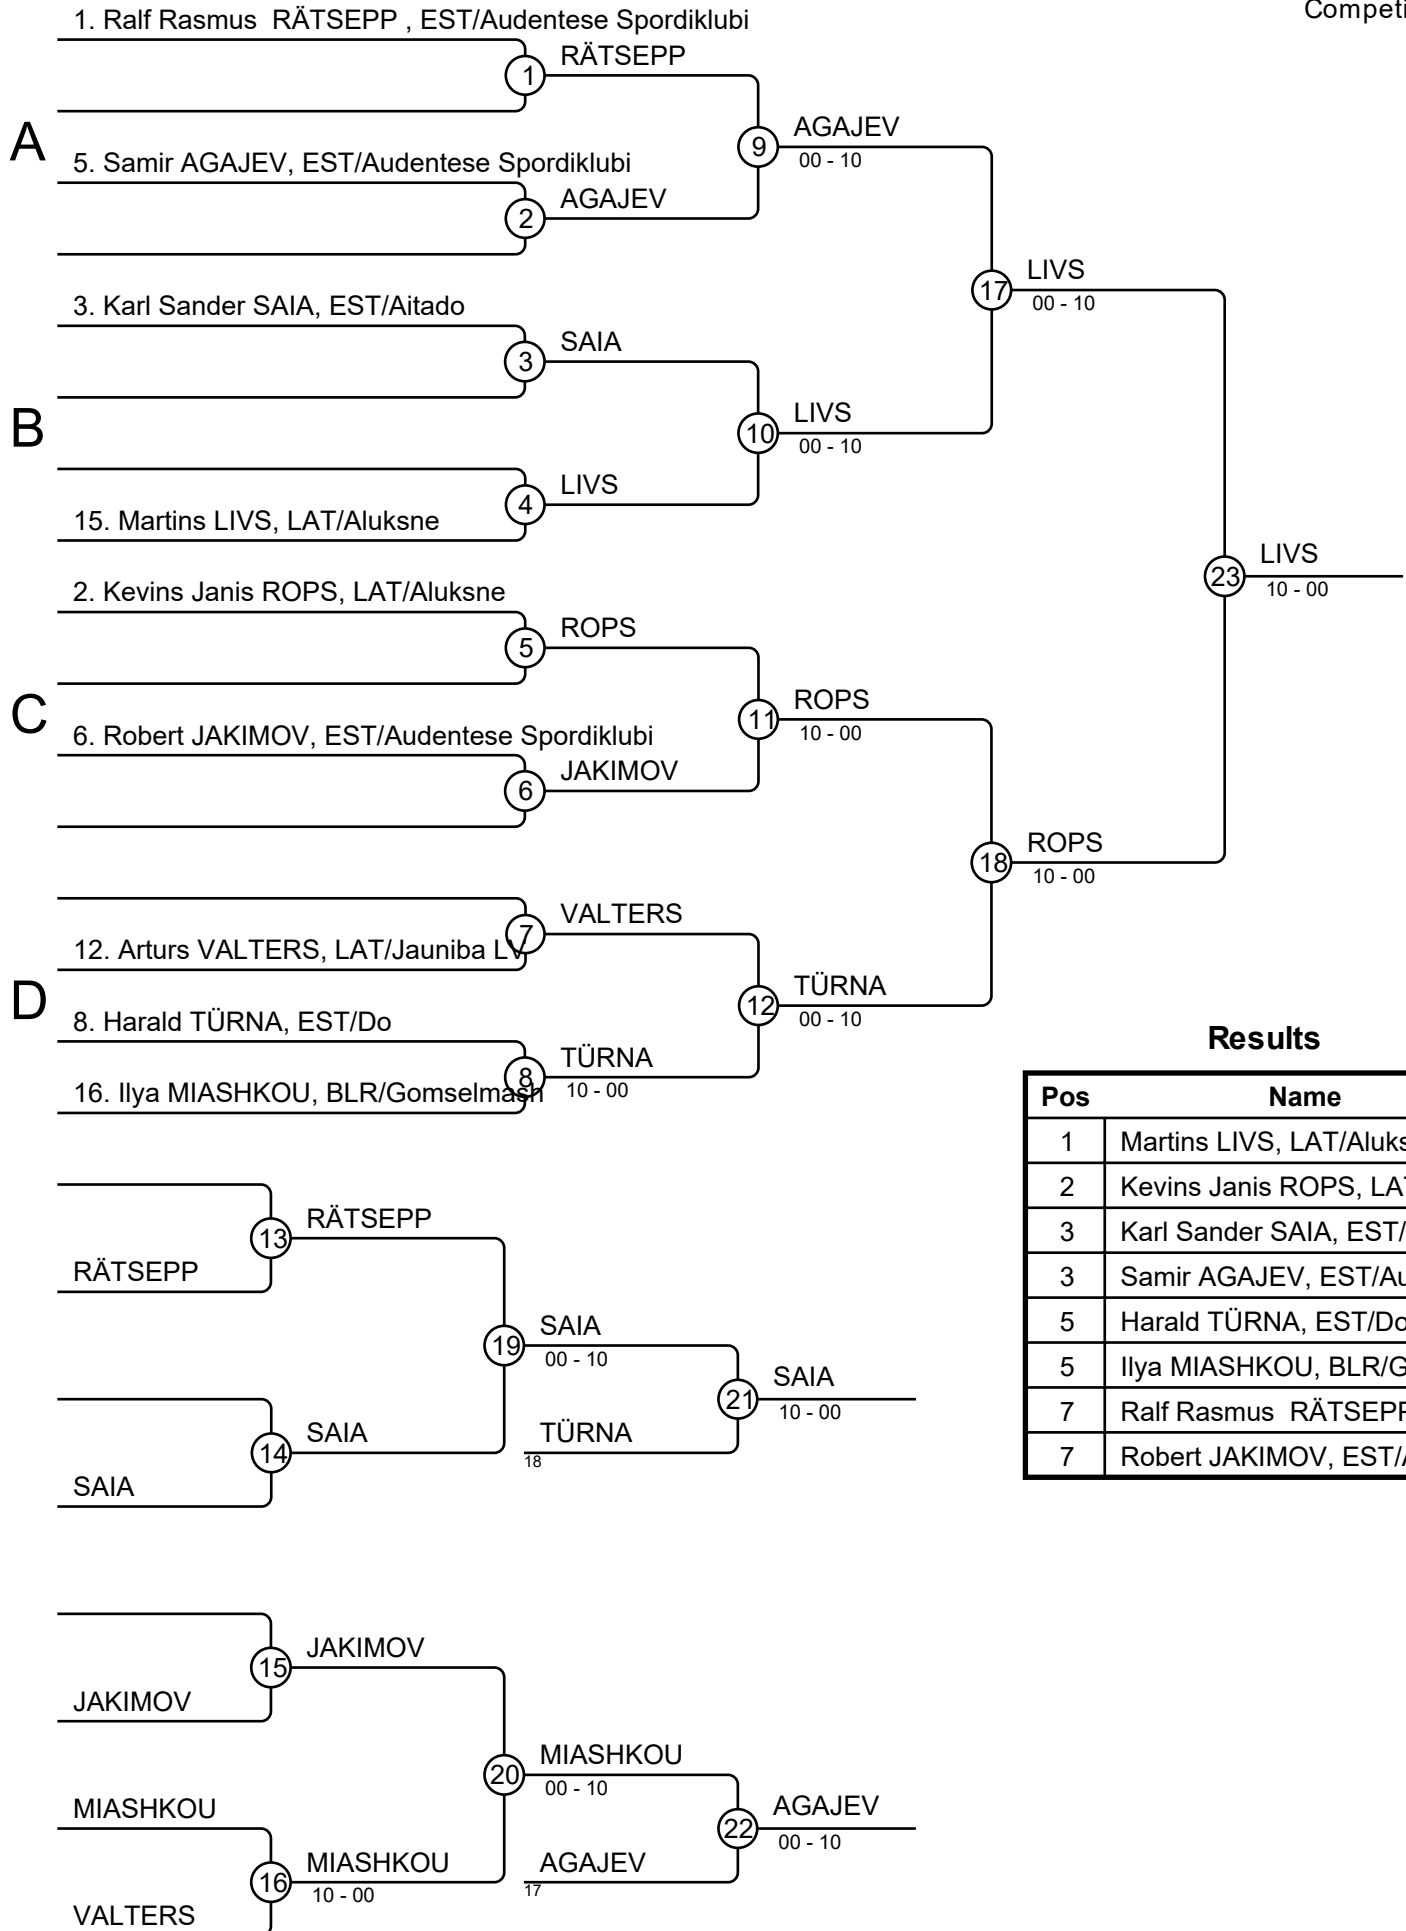 Competi
1. Ralf Rasmus  RÄTSEPP , EST/Audentese Spordiklubi
1
RÄTSEPP
A
9
AGAJEV
00 - 10
5. Samir AGAJEV, EST/Audentese Spordiklubi
2
AGAJEV
17
LIVS
00 - 10
3. Karl Sander SAIA, EST/Aitado
3
SAIA
B
10
LIVS
00 - 10
4
LIVS
15. Martins LIVS, LAT/Aluksne
23
LIVS
10 - 00
2. Kevins Janis ROPS, LAT/Aluksne
5
ROPS
C
11
ROPS
10 - 00
6. Robert JAKIMOV, EST/Audentese Spordiklubi
6
JAKIMOV
18
ROPS
10 - 00
7
VALTERS
12. Arturs VALTERS, LAT/Jauniba LV
D
12
TÜRNA
00 - 10
8. Harald TÜRNA, EST/Do
8
TÜRNA
10 - 00
16. Ilya MIASHKOU, BLR/Gomselmash
13
RÄTSEPP
RÄTSEPP
19
SAIA
00 - 10
21
SAIA
10 - 00
14
SAIA
TÜRNA
18
SAIA
15
JAKIMOV
JAKIMOV
20
MIASHKOU
00 - 10
MIASHKOU
22
AGAJEV
00 - 10
16
MIASHKOU
10 - 00
AGAJEV
17
VALTERS
Results
Pos Name
1 Martins LIVS, LAT/Aluks
2 Kevins Janis ROPS, LAT
3 Karl Sander SAIA, EST/
3 Samir AGAJEV, EST/Au
5 Harald TÜRNA, EST/Do
5 Ilya MIASHKOU, BLR/G
7 Ralf Rasmus  RÄTSEPP
7 Robert JAKIMOV, EST/A